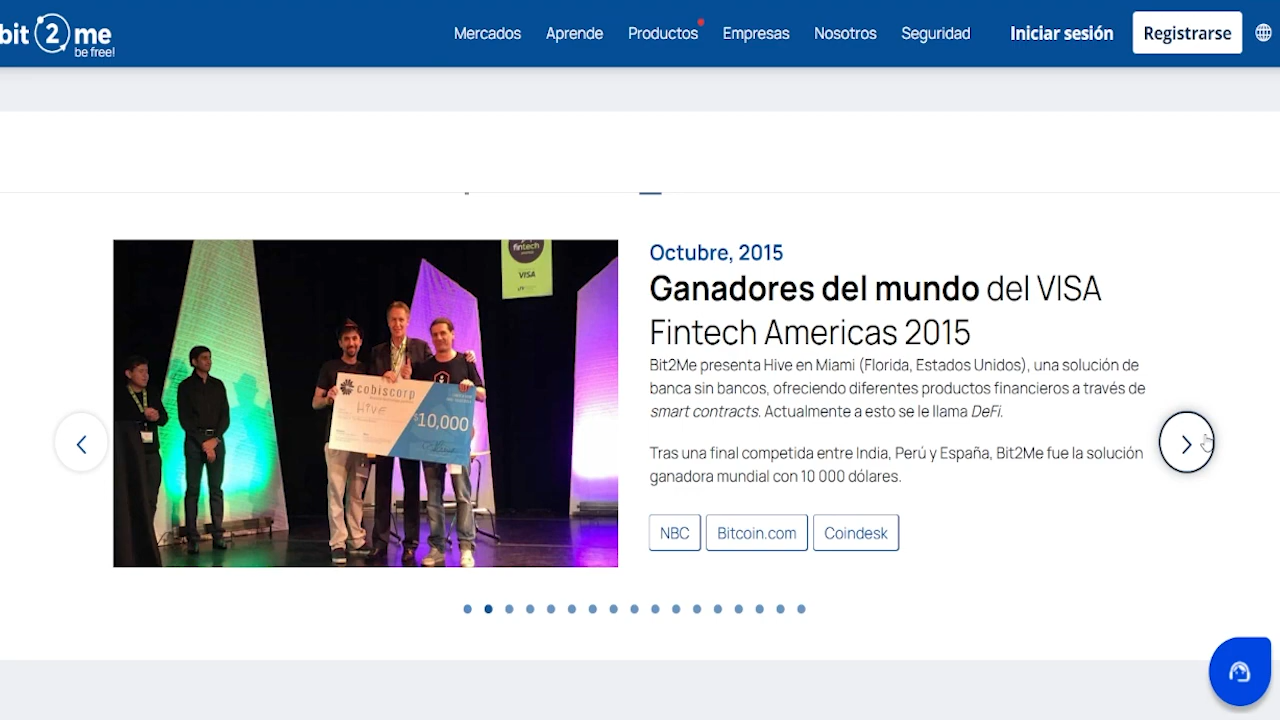 bit 2 me
be free!
Mercados Aprende Productos Empresas Nosotros Seguridad Iniciar sesión Registrarse
fintech
VISA
cobiscorp
HIVE
$10,000
Octubre, 2015
Ganadores del mundo del VISA
Fintech Americas 2015
Bit2Me presenta Hive en Miami (Florida, Estados Unidos), una solución de
banca sin bancos, ofreciendo diferentes productos financieros a través de
smart contracts. Actualmente a esto se le llama DeFi.
Tras una final competida entre India, Perú y España, Bit2Me fue la solución
ganadora mundial con 10 000 dólares.
NBC Bitcoin.com Coindesk